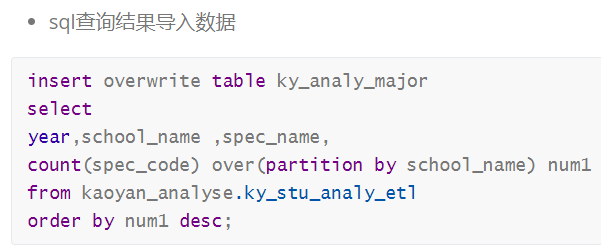 sql查询结果导入数据
insert overwrite table ky_analy_major
select
year,school_name ,spec_name,
count(spec_code) over(partition by school_name) num1
from kaoyan_analyse.ky_stu_analy_etl
order by num1 desc;